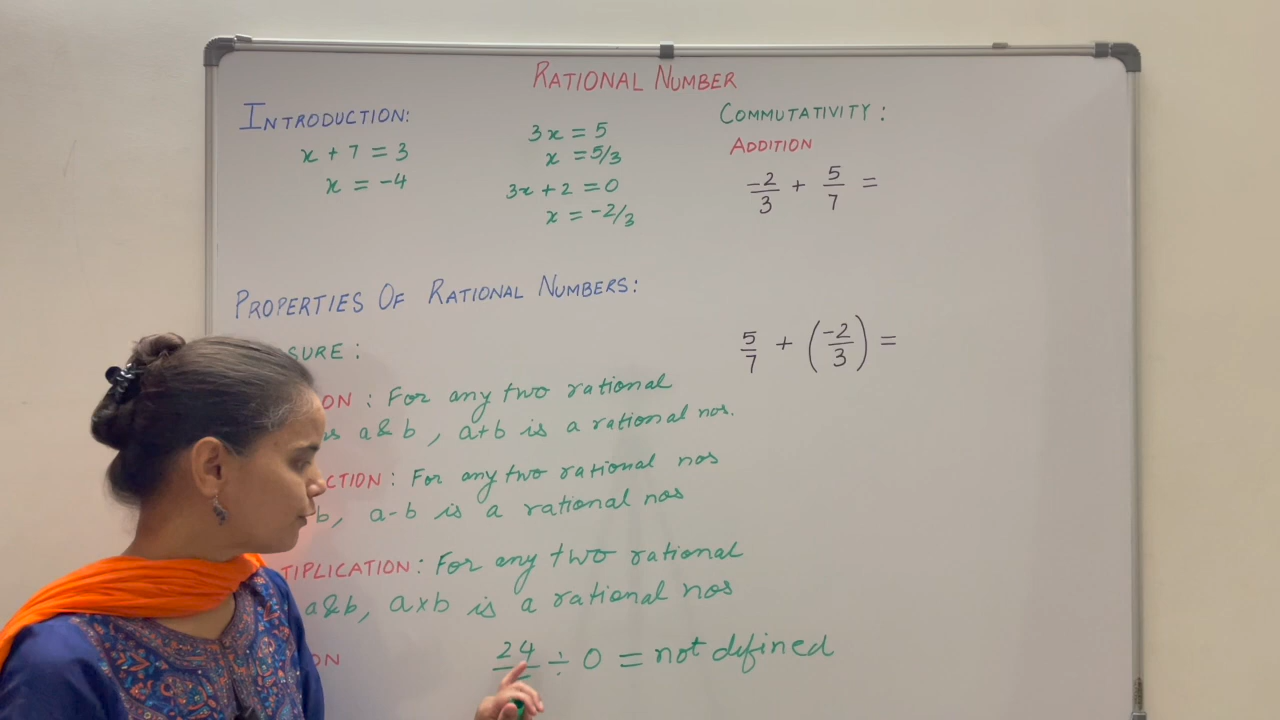 RATIONAL NUMBER
INTRODUCTION:
x + 7 = 3
x = -4
3x = 5
x = 5/3
3x + 2 = 0
x = -2/3
PROPERTIES OF RATIONAL NUMBERS:
SURE :
ON : For any two rational
a & b , a+b is a rational nos.
CTION : For any two rational nos
b, a-b is a rational nos
TIPLICATION : For any two rational
a&b, a×b is a rational nos
ON
24 ÷ 0 = not defined
COMMUTATIVITY :
ADDITION
-2/3 + 5/7 =
5/7 + (-2/3) =